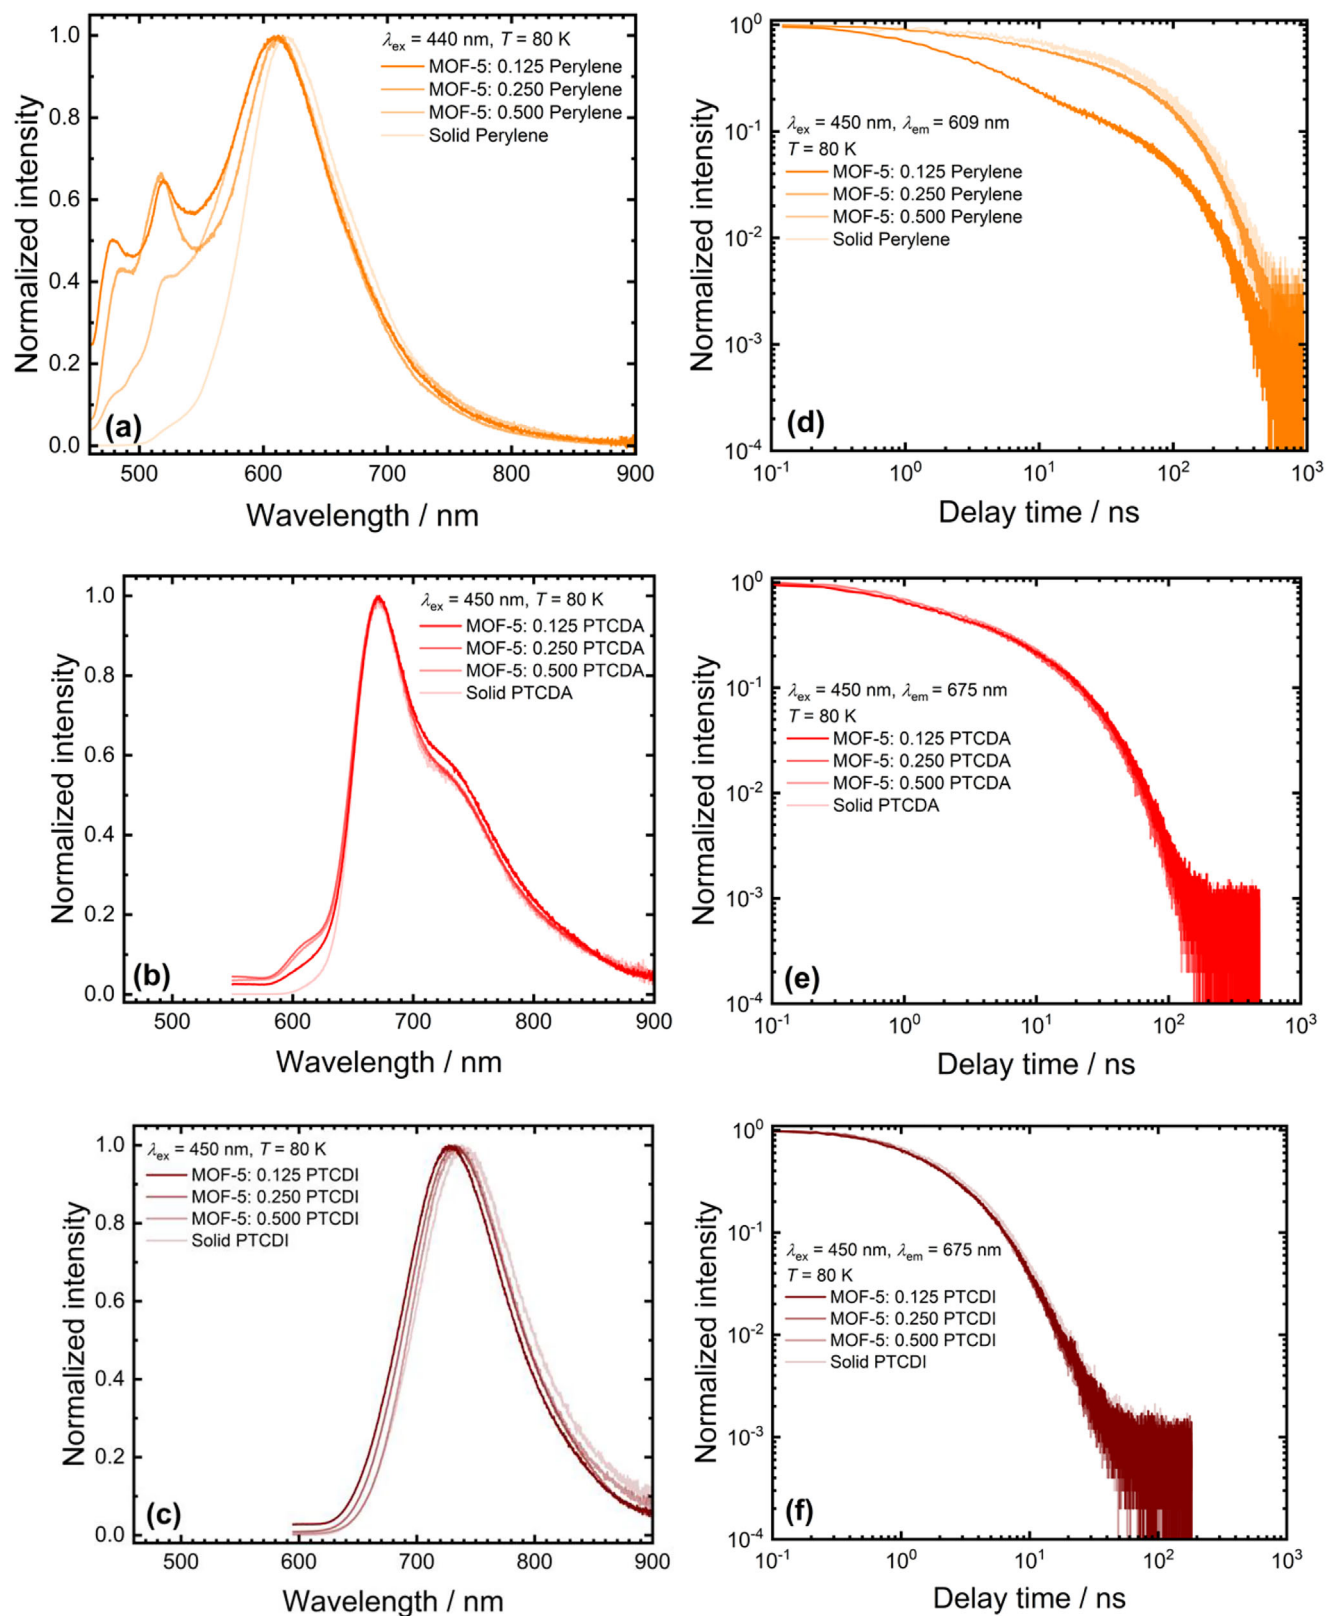 1.0
0.8
0.6
0.4
0.2
0.0
Normalized intensity
λex = 440 nm, T = 80 K
MOF-5: 0.125 Perylene
MOF-5: 0.250 Perylene
MOF-5: 0.500 Perylene
Solid Perylene
(a)
500 600 700 800 900
Wavelength / nm
10^0
10^-1
10^-2
10^-3
10^-4
Normalized intensity
λex = 450 nm, λem = 609 nm
T = 80 K
MOF-5: 0.125 Perylene
MOF-5: 0.250 Perylene
MOF-5: 0.500 Perylene
Solid Perylene
(d)
10^-1 10^0 10^1 10^2 10^3
Delay time / ns
1.0
0.8
0.6
0.4
0.2
0.0
Normalized intensity
λex = 450 nm, T = 80 K
MOF-5: 0.125 PTCDA
MOF-5: 0.250 PTCDA
MOF-5: 0.500 PTCDA
Solid PTCDA
(b)
500 600 700 800 900
Wavelength / nm
10^0
10^-1
10^-2
10^-3
10^-4
Normalized intensity
λex = 450 nm, λem = 675 nm
T = 80 K
MOF-5: 0.125 PTCDA
MOF-5: 0.250 PTCDA
MOF-5: 0.500 PTCDA
Solid PTCDA
(e)
10^-1 10^0 10^1 10^2 10^3
Delay time / ns
1.0
0.8
0.6
0.4
0.2
0.0
Normalized intensity
λex = 450 nm, T = 80 K
MOF-5: 0.125 PTCDI
MOF-5: 0.250 PTCDI
MOF-5: 0.500 PTCDI
Solid PTCDI
(c)
500 600 700 800 900
Wavelength / nm
10^0
10^-1
10^-2
10^-3
10^-4
Normalized intensity
λex = 450 nm, λem = 675 nm
T = 80 K
MOF-5: 0.125 PTCDI
MOF-5: 0.250 PTCDI
MOF-5: 0.500 PTCDI
Solid PTCDI
(f)
10^-1 10^0 10^1 10^2 10^3
Delay time / ns